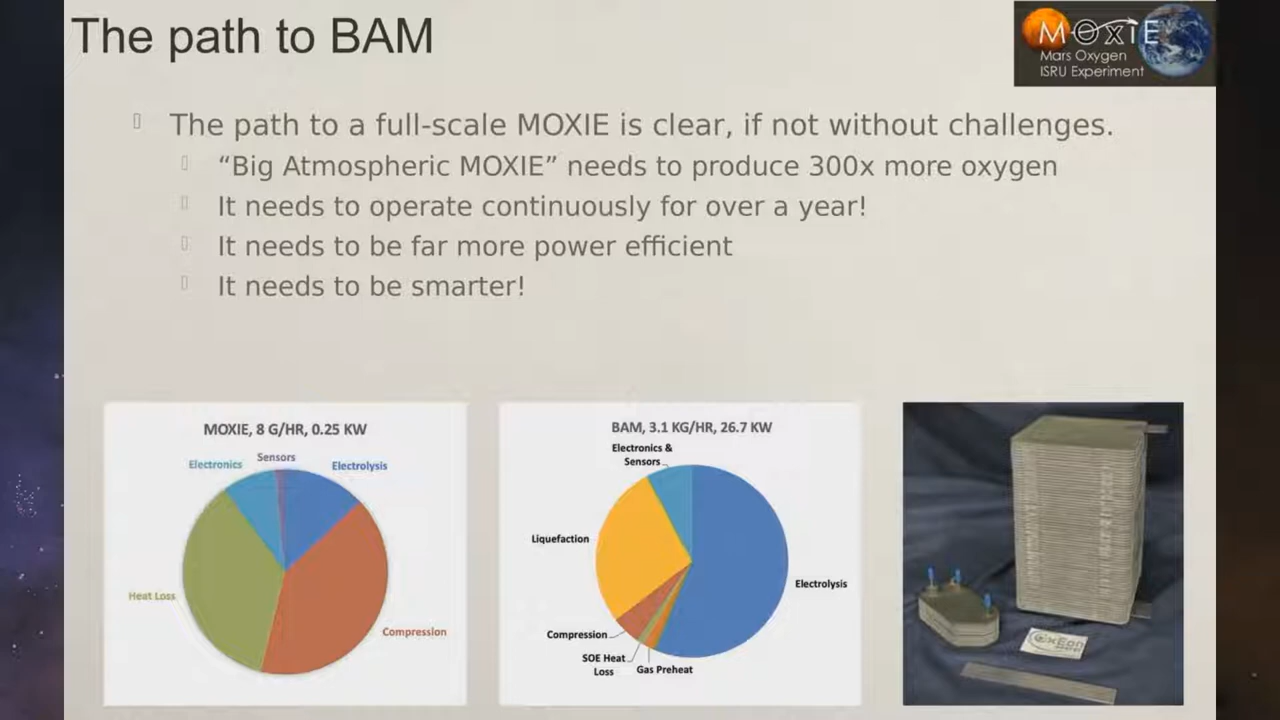 The path to BAM
MOXIE
Mars Oxygen
ISRU Experiment
The path to a full-scale MOXIE is clear, if not without challenges.
“Big Atmospheric MOXIE” needs to produce 300x more oxygen
It needs to operate continuously for over a year!
It needs to be far more power efficient
It needs to be smarter!
MOXIE, 8 G/HR, 0.25 KW
Sensors
Electronics
Electrolysis
Heat Loss
Compression
BAM, 3.1 KG/HR, 26.7 KW
Electronics &
Sensors
Liquefaction
Electrolysis
Compression
SOE Heat
Loss
Gas Preheat
OxEon